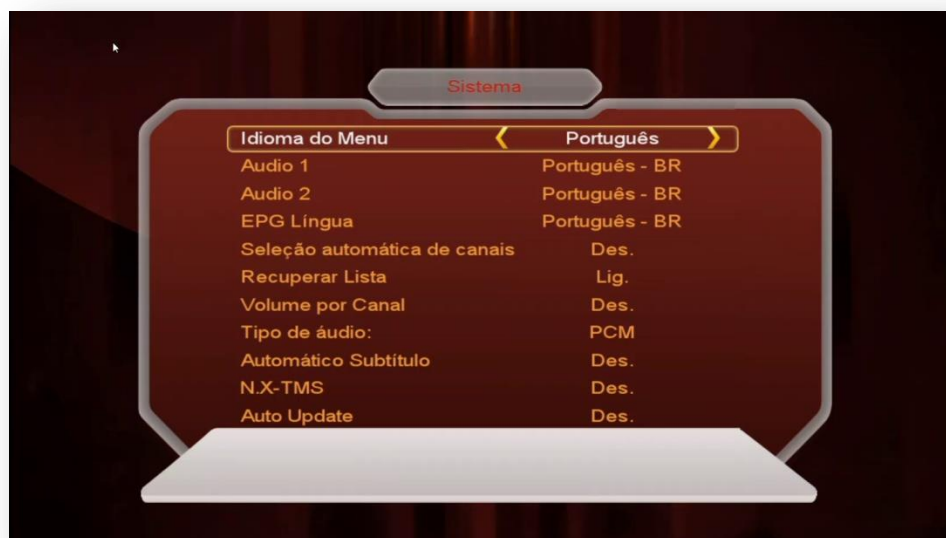 Sistema
Idioma do Menu Português
Audio 1 Português - BR
Audio 2 Português - BR
EPG Língua Português - BR
Seleção automática de canais Des.
Recuperar Lista Lig.
Volume por Canal Des.
Tipo de áudio: PCM
Automático Subtítulo Des.
N.X-TMS Des.
Auto Update Des.